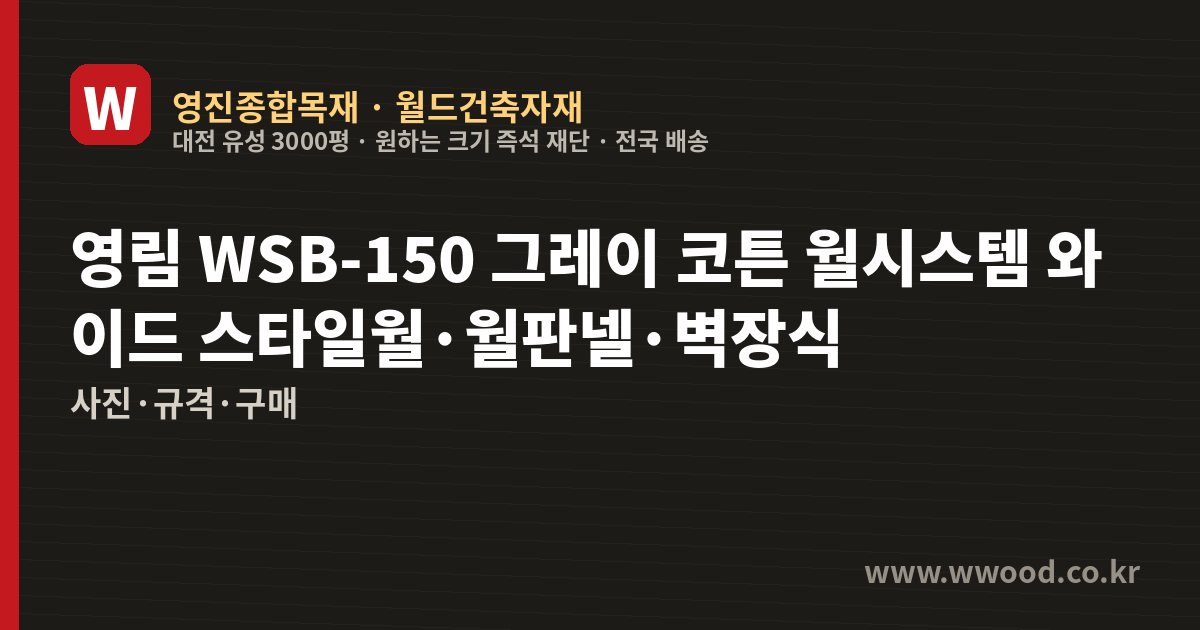 W
영진종합목재 · 월드건축자재
대전 유성 3000평 · 원하는 크기 즉석 재단 · 전국 배송
영림 WSB-150 그레이 코튼 월시스템 와
이드 스타일월·월판넬·벽장식
사진·규격·구매
www.wwood.co.kr